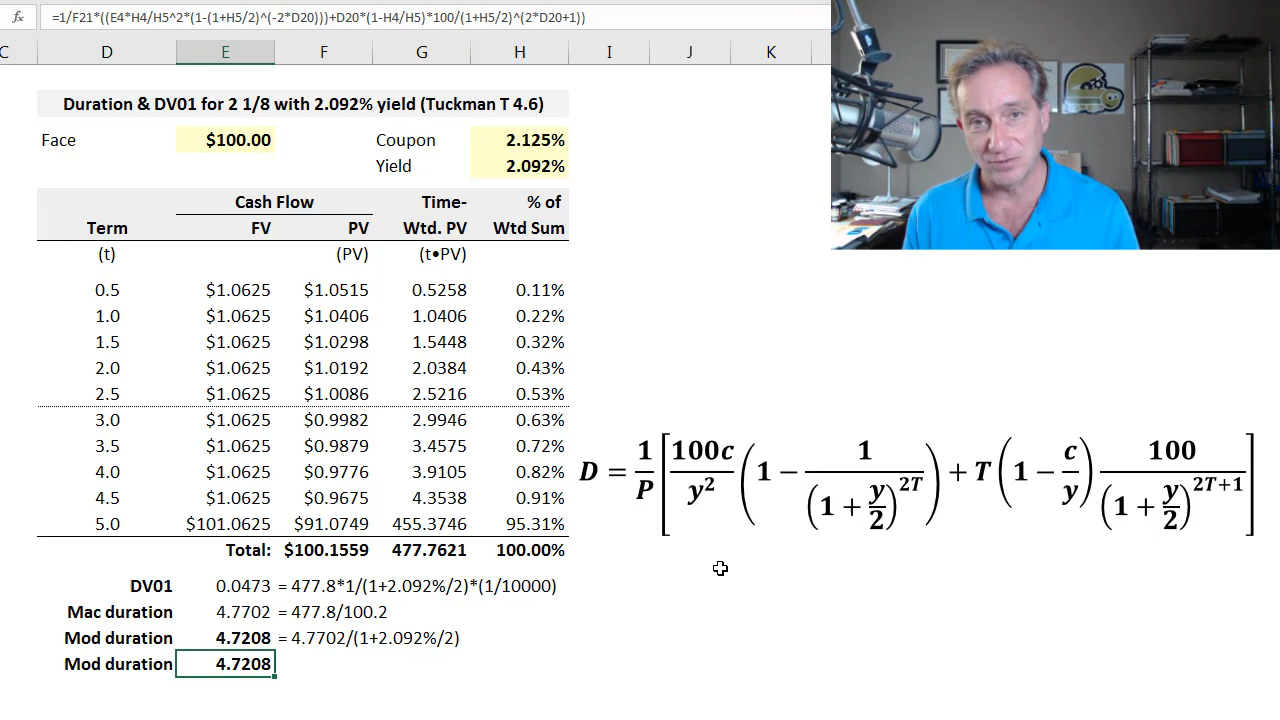 fx =1/F21*((E4*H4/H5^2*(1-(1+H5/2)^(-2*D20)))+D20*(1-H4/H5)*100/(1+H5/2)^(2*D20+1))
C D E F G H I J K
Duration & DV01 for 2 1/8 with 2.092% yield (Tuckman T 4.6)
Face $100.00 Coupon 2.125%
Yield 2.092%
Cash Flow Time- % of
Term FV PV Wtd. PV Wtd Sum
(t) (PV) (t•PV)
0.5 $1.0625 $1.0515 0.5258 0.11%
1.0 $1.0625 $1.0406 1.0406 0.22%
1.5 $1.0625 $1.0298 1.5448 0.32%
2.0 $1.0625 $1.0192 2.0384 0.43%
2.5 $1.0625 $1.0086 2.5216 0.53%
3.0 $1.0625 $0.9982 2.9946 0.63%
3.5 $1.0625 $0.9879 3.4575 0.72%
4.0 $1.0625 $0.9776 3.9105 0.82%
4.5 $1.0625 $0.9675 4.3538 0.91%
5.0 $101.0625 $91.0749 455.3746 95.31%
Total: $100.1559 477.7621 100.00%
DV01 0.0473 = 477.8*1/(1+2.092%/2)*(1/10000)
Mac duration 4.7702 = 477.8/100.2
Mod duration 4.7208 = 4.7702/(1+2.092%/2)
Mod duration 4.7208
D = 1/P [ 100c/y² ( 1 − 1/(1 + y/2)^2T ) + T ( 1 − c/y ) 100/(1 + y/2)^2T+1 ]